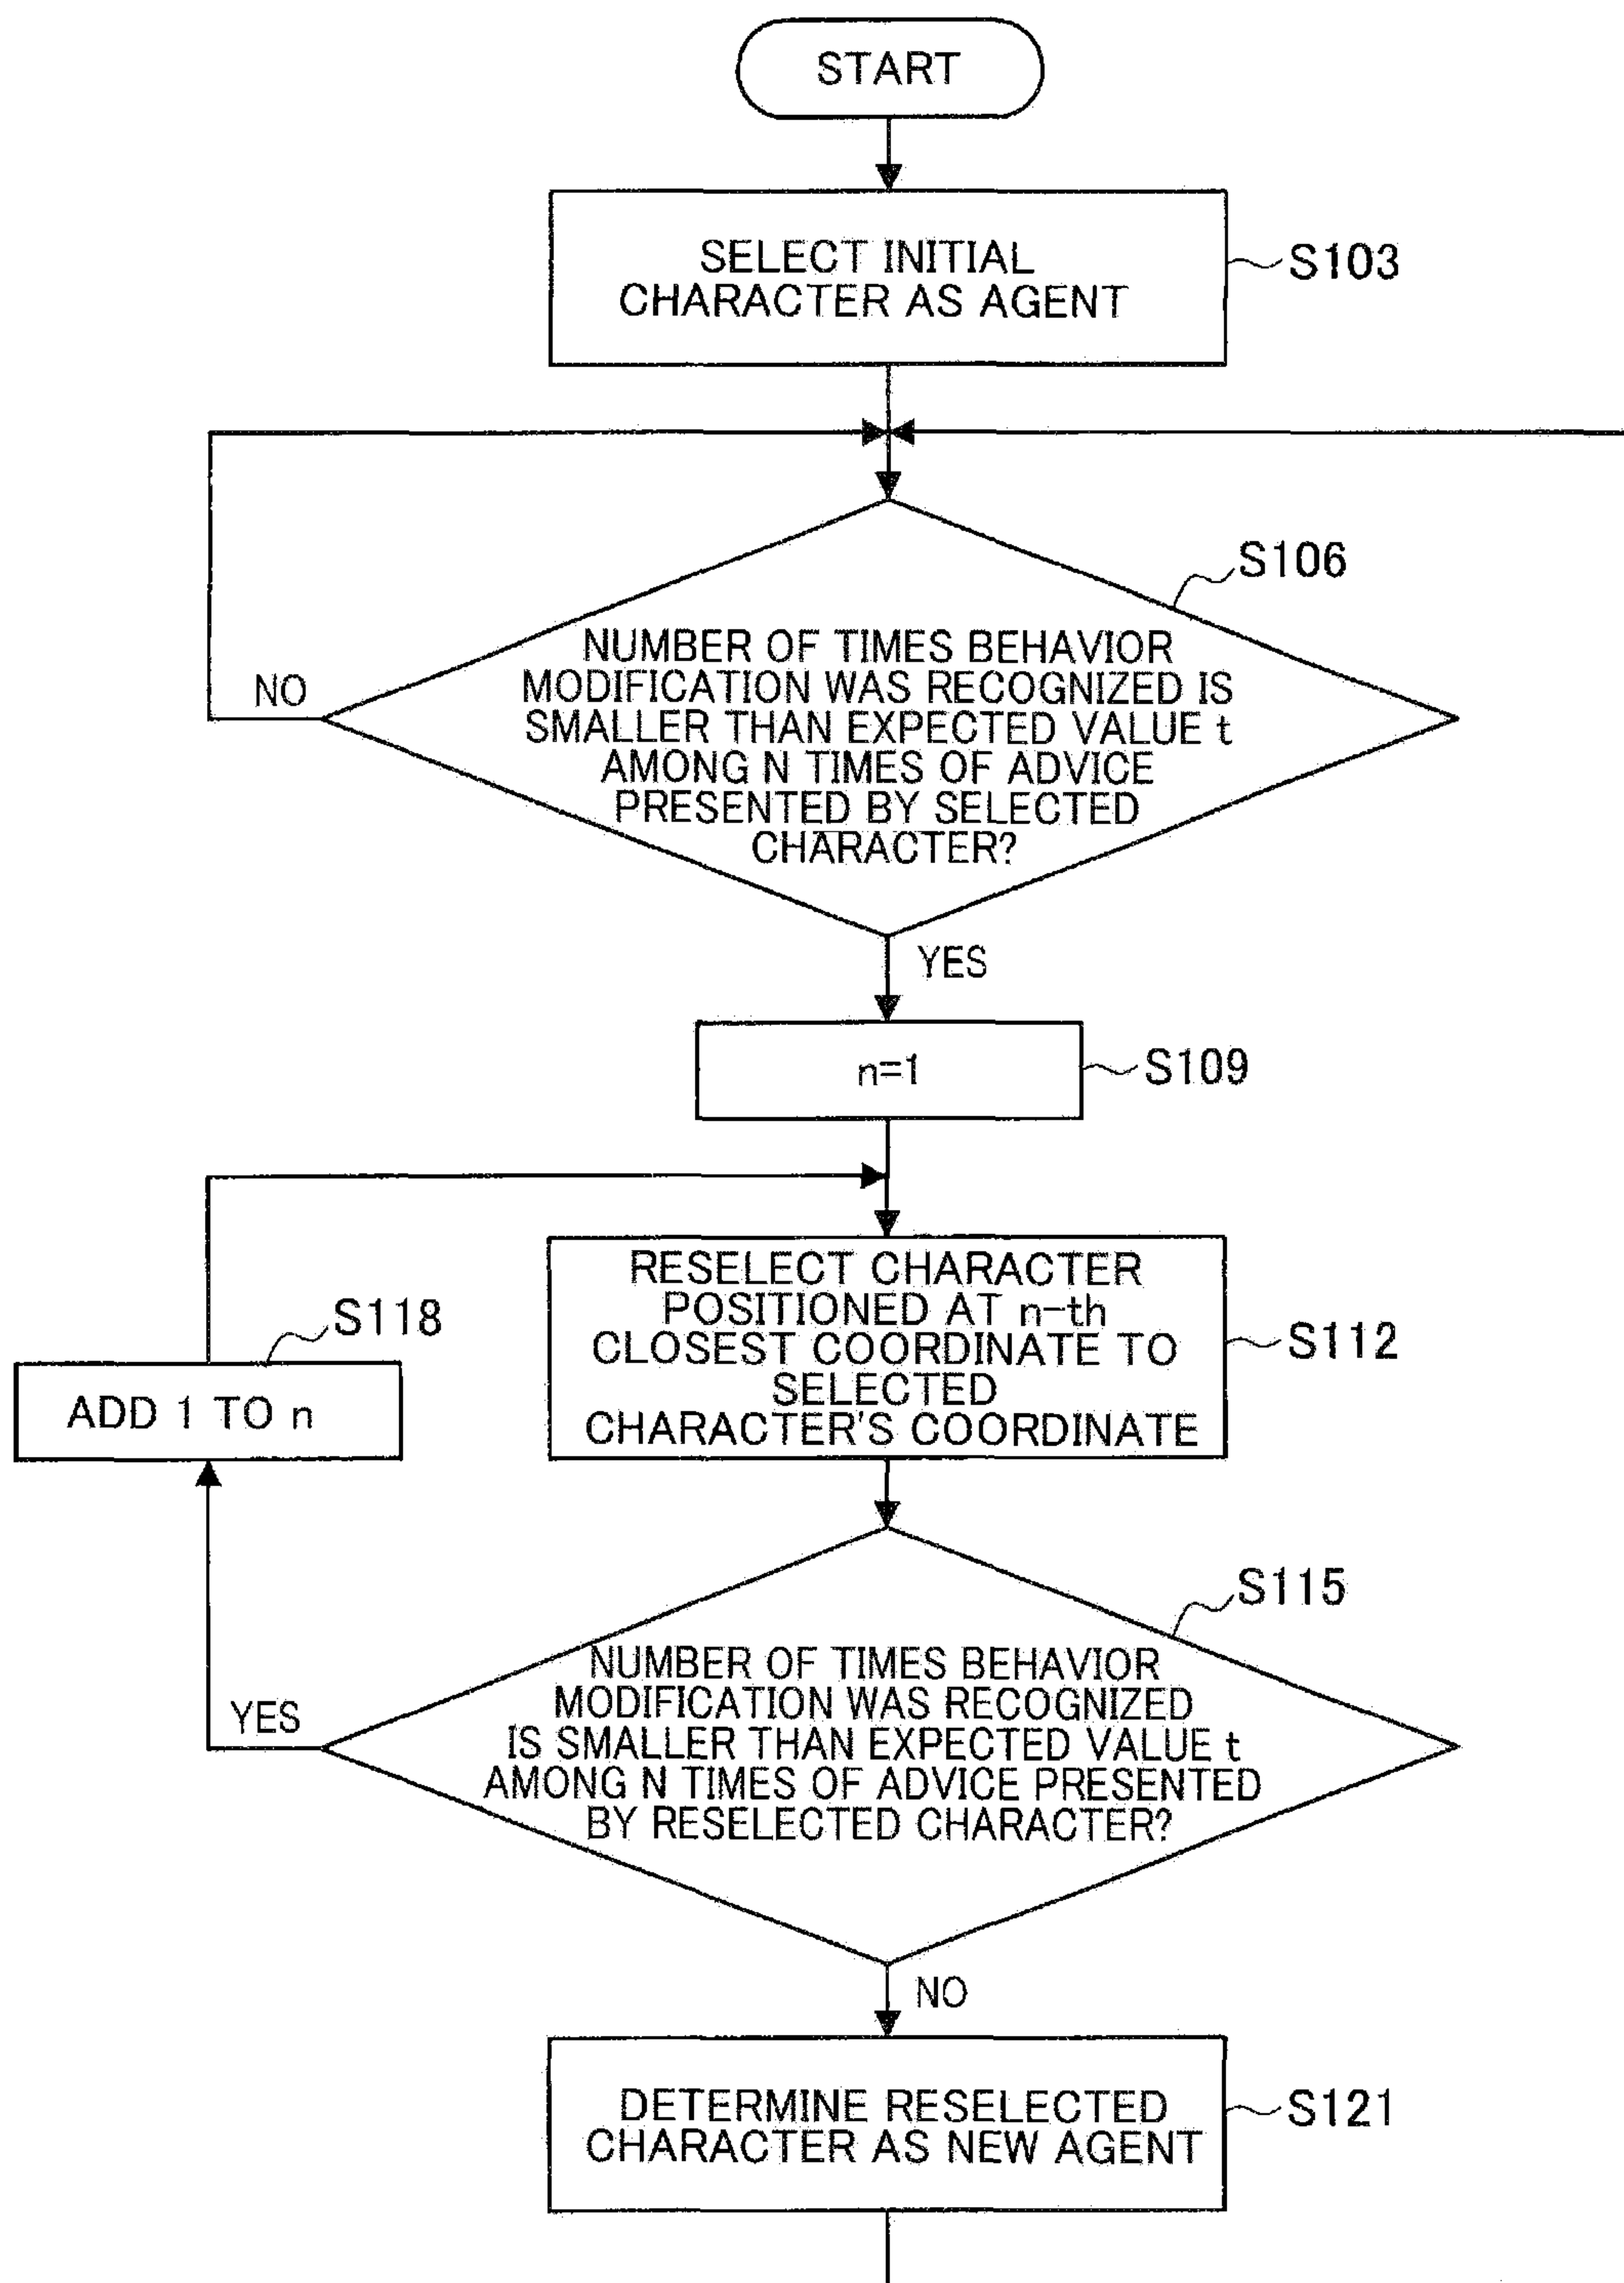 START
SELECT INITIAL
CHARACTER AS AGENT
S103
S106
NUMBER OF TIMES BEHAVIOR
MODIFICATION WAS RECOGNIZED IS
SMALLER THAN EXPECTED VALUE t
AMONG N TIMES OF ADVICE
PRESENTED BY SELECTED
CHARACTER?
NO
YES
n=1
S109
RESELECT CHARACTER
POSITIONED AT n-th
CLOSEST COORDINATE TO
SELECTED
CHARACTER'S COORDINATE
S112
S118
ADD 1 TO n
S115
NUMBER OF TIMES BEHAVIOR
MODIFICATION WAS RECOGNIZED
IS SMALLER THAN EXPECTED VALUE t
AMONG N TIMES OF ADVICE PRESENTED
BY RESELECTED CHARACTER?
YES
NO
DETERMINE RESELECTED
CHARACTER AS NEW AGENT
S121